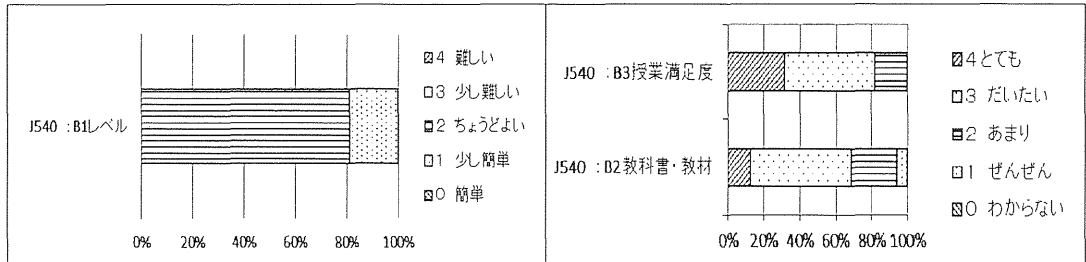 J540 :B1レベル
0% 20% 40% 60% 80% 100%
4 難しい
3 少し難しい
2 ちょうどよい
1 少し簡単
0 簡単
J540 :B3授業満足度
J540 :B2教科書・教材
0% 20% 40% 60% 80% 100%
4とても
3 だいたい
2 あまり
1 ぜんぜん
0 わからない